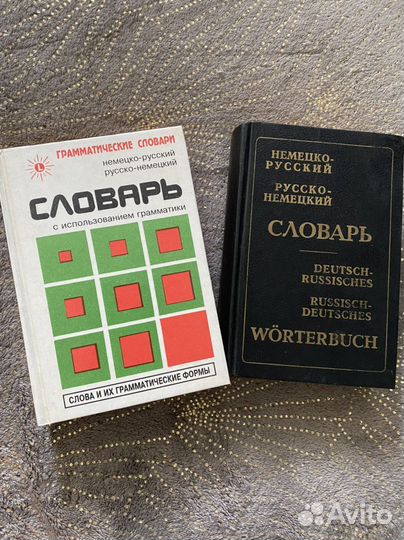 L
ГРАММАТИЧЕСКИЕ СЛОВАРИ
немецко-русский
русско-немецкий
СЛОВАРЬ
с использованием грамматики
СЛОВА И ИХ ГРАММАТИЧЕСКИЕ ФОРМЫ
НЕМЕЦКО-
РУССКИЙ
РУССКО-
НЕМЕЦКИЙ
СЛОВАРЬ
DEUTSCH-
RUSSISCHES
RUSSISCH-
DEUTSCHES
WÖRTERBUCH
Avito